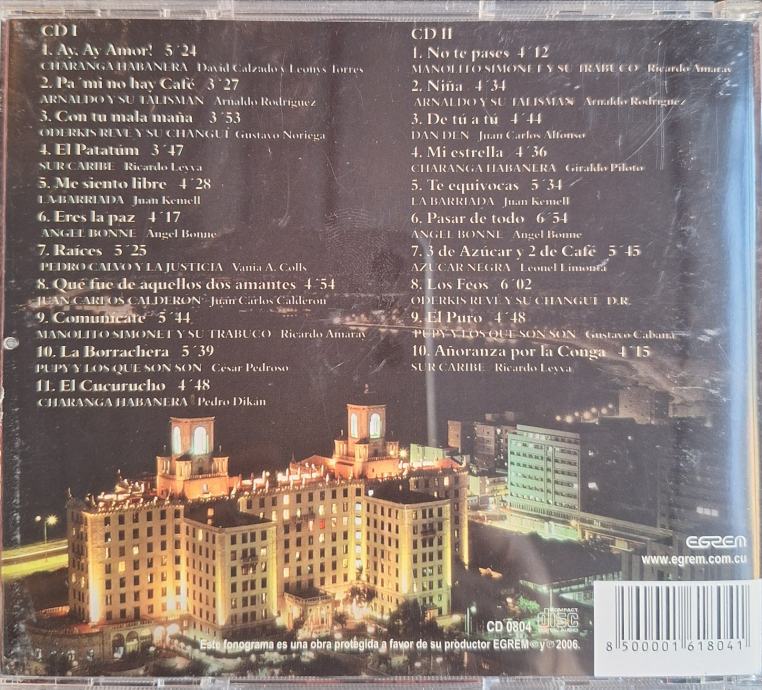 CD I
1. Ay, Ay Amor! 5´24
CHARANGA HABANERA David Calzado y Leonys Torres
2. Pa´mi no hay Café 3´27
ARNALDO Y SU TALISMAN Arnaldo Rodríguez
3. Con tu mala maña 3´53
ODERKIS REVE Y SU CHANGUÍ Gustavo Noriega
4. El Patatúm 3´47
SUR CARIBE Ricardo Leyva
5. Me siento libre 4´28
LA BARRIADA Juan Kemell
6. Eres la paz 4´17
ANGEL BONNE Angel Bonne
7. Raíces 5´25
PEDRO CALVO Y LA JUSTICIA Vania A. Colls
8. Qué fue de aquellos dos amantes 4´54
JUAN CARLOS CALDERON Juan Carlos Calderon
9. Comunícate 5´44
MANOLITO SIMONET Y SU TRABUCO Ricardo Amaray
10. La Borrachera 5´39
PUPY Y LOS QUE SON SON César Pedroso
11. El Cucurucho 4´48
CHARANGA HABANERA Pedro Dikán
CD II
1. No te pases 4´12
MANOLITO SIMONET Y SU TRABUCO Ricardo Amaray
2. Niña 4´34
ARNALDO Y SU TALISMAN Arnaldo Rodríguez
3. De tú a tú 4´44
DAN DEN Juan Carlos Alfonso
4. Mi estrella 4´36
CHARANGA HABANERA Giraldo Piloto
5. Te equivocas 5´34
LA BARRIADA Juan Kemell
6. Pasar de todo 6´54
ANGEL BONNE Angel Bonne
7. 3 de Azúcar y 2 de Café 5´45
AZUCAR NEGRA Leonel Limonta
8. Los Feos 6´02
ODERKIS REVÉ Y SU CHANGUÍ D.R.
9. El Puro 4´48
PUPY Y LOS QUE SON SON Gustavo Cabana
10. Añoranza por la Conga 4´15
SUR CARIBE Ricardo Leyva
EGREM
www.egrem.com.cu
CD 0804
COMPACT
disc
DIGITAL AUDIO
Este fonograma es una obra protegida a favor de su productor EGREM ℗ y © 2006.
8 500001 618041